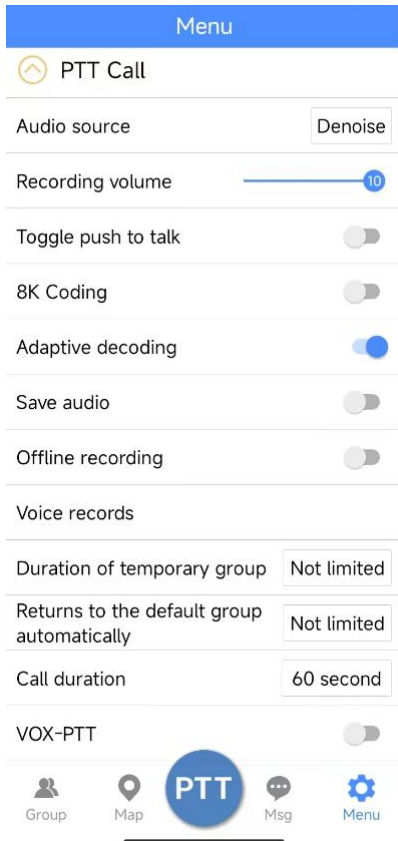 Menu
PTT Call
Audio source Denoise
Recording volume 10
Toggle push to talk
8K Coding
Adaptive decoding
Save audio
Offline recording
Voice records
Duration of temporary group Not limited
Returns to the default group
automatically Not limited
Call duration 60 second
VOX-PTT
PTT
Group Map Msg Menu